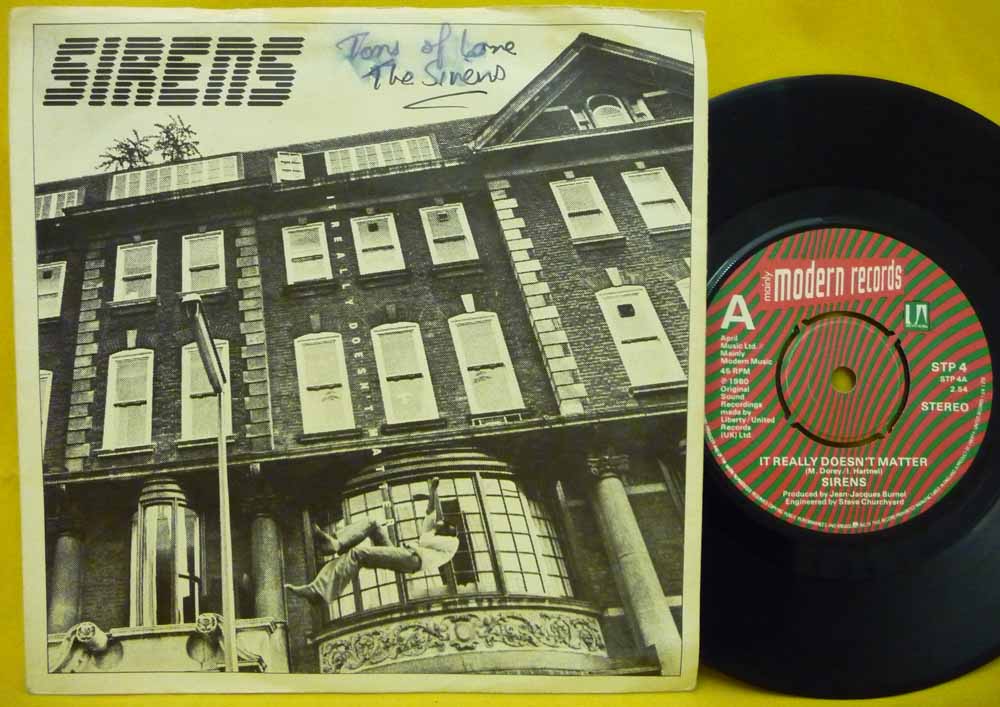 SIRENS
Tons of Love
The Sirens
IT REALLY DOESN'T MAT
mainly modern records
A
UA
April
Music Ltd./
Mainly
Modern Music
45 RPM
℗ 1980
Original
Sound
Recordings
made by
Liberty/United
Records
(UK) Ltd.
STP 4
STP 4A
2.54
STEREO
IT REALLY DOESN'T MATTER
(M. Dorey/I. Hartnel)
SIRENS
Produced by Jean-Jacques Burnel
Engineered by Steve Churchyard